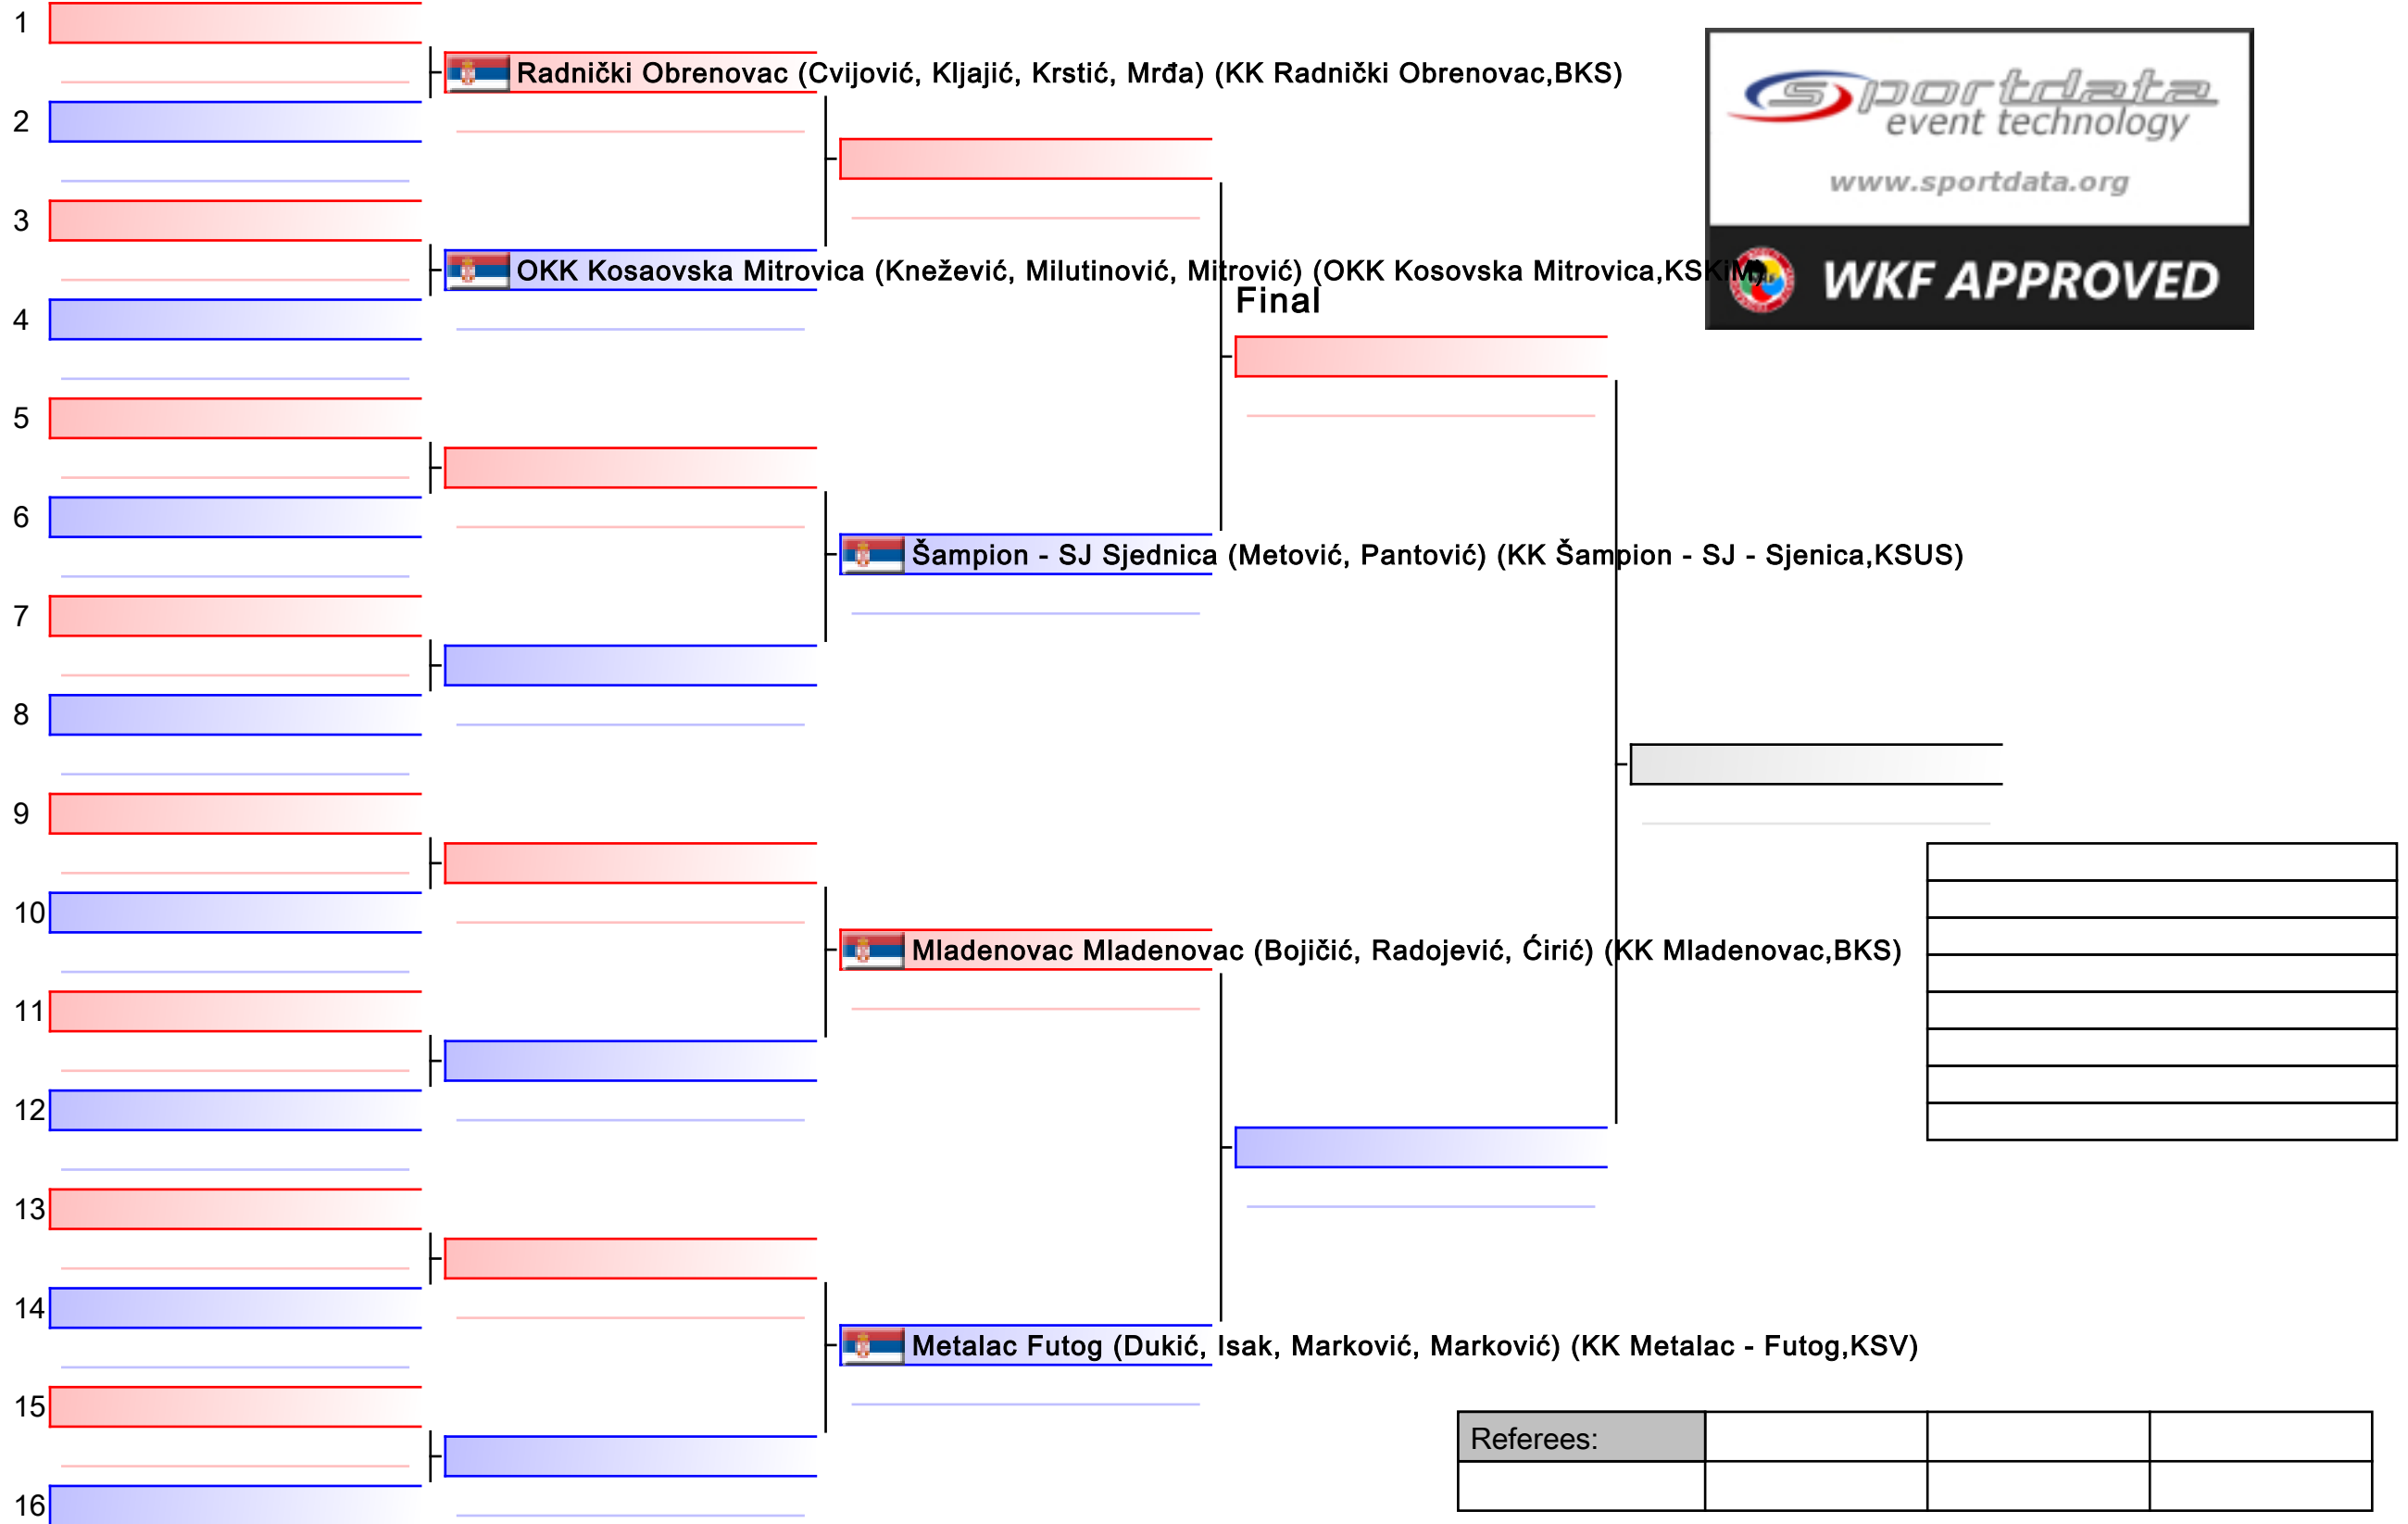 1
Radnički Obrenovac (Cvijović, Kljajić, Krstić, Mrđa) (KK Radnički Obrenovac,BKS)
2
sportdata
event technology
www.sportdata.org
3
OKK Kosaovska Mitrovica (Knežević, Milutinović, Mitrović) (OKK Kosovska Mitrovica,KSKiM)
WKF APPROVED
Final
4
5
6
Šampion - SJ Sjednica (Metović, Pantović) (KK Šampion - SJ - Sjenica,KSUS)
7
8
9
10
Mladenovac Mladenovac (Bojičić, Radojević, Ćirić) (KK Mladenovac,BKS)
11
12
13
14
Metalac Futog (Dukić, Isak, Marković, Marković) (KK Metalac - Futog,KSV)
15
Referees:
16